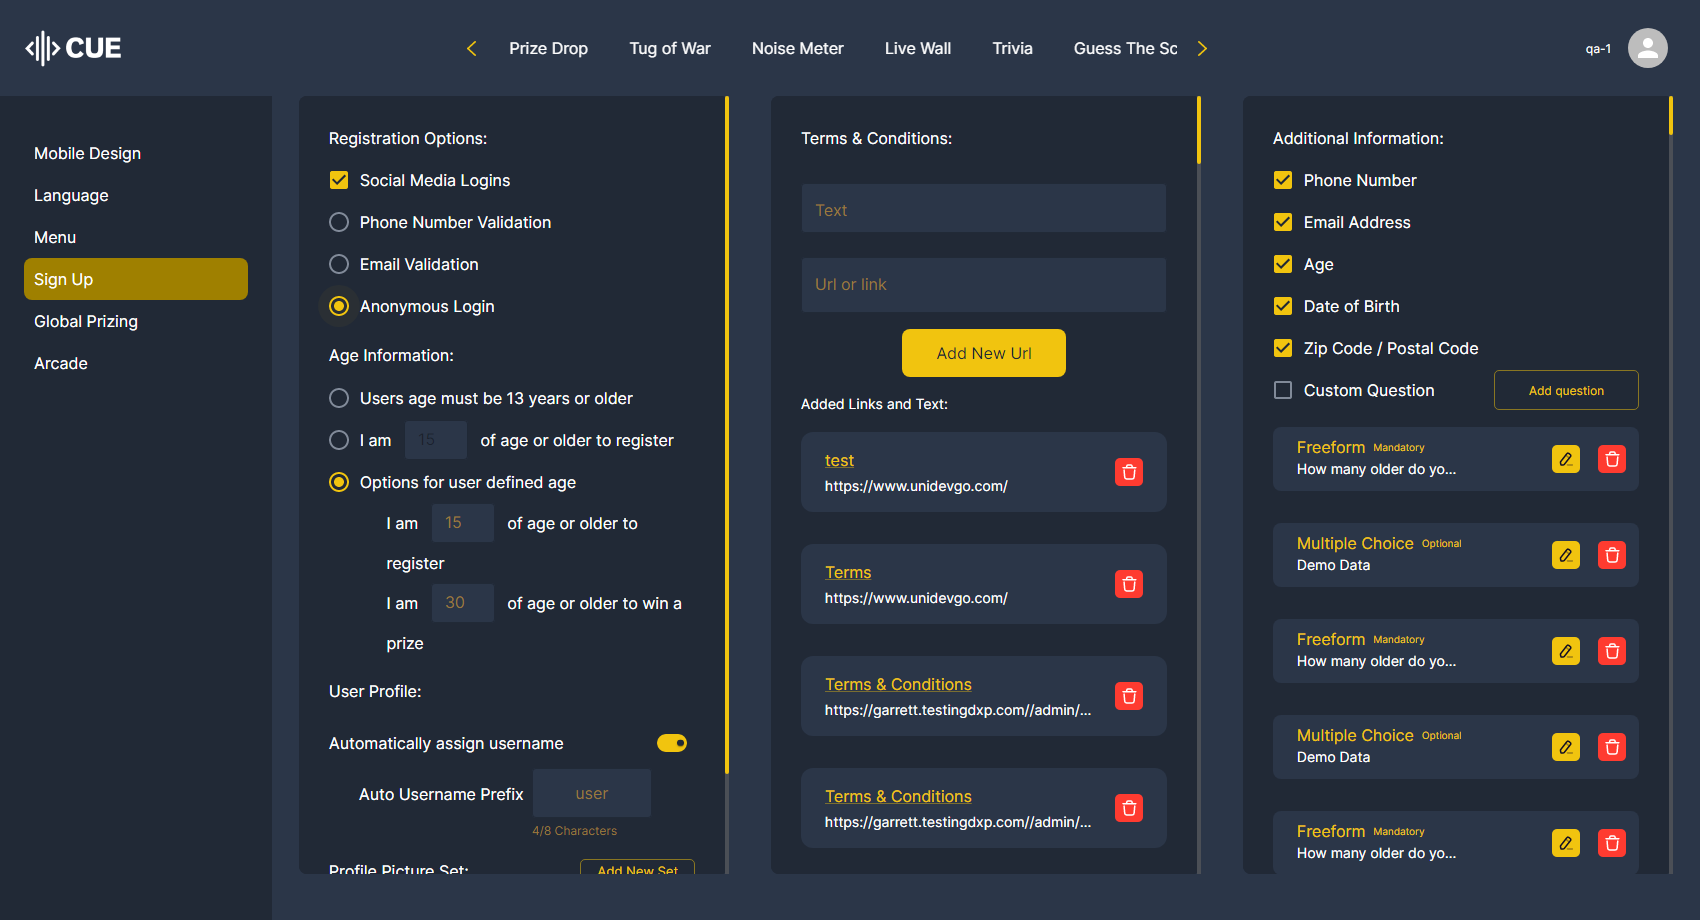 CUE
Prize Drop
Tug of War
Noise Meter
Live Wall
Trivia
Guess The Sc
qa-1
Mobile Design
Language
Menu
Sign Up
Global Prizing
Arcade
Registration Options:
Social Media Logins
Phone Number Validation
Email Validation
Anonymous Login
Age Information:
Users age must be 13 years or older
I am 15 of age or older to register
Options for user defined age
I am 15 of age or older to
register
I am 30 of age or older to win a
prize
User Profile:
Automatically assign username
Auto Username Prefix user
4/8 Characters
Profile Picture Set: Add New Set
Terms & Conditions:
Text
Url or link
Add New Url
Added Links and Text:
test
https://www.unidevgo.com/
Terms
https://www.unidevgo.com/
Terms & Conditions
https://garrett.testingdxp.com//admin/...
Terms & Conditions
https://garrett.testingdxp.com//admin/...
Additional Information:
Phone Number
Email Address
Age
Date of Birth
Zip Code / Postal Code
Custom Question Add question
Freeform Mandatory
How many older do yo...
Multiple Choice Optional
Demo Data
Freeform Mandatory
How many older do yo...
Multiple Choice Optional
Demo Data
Freeform Mandatory
How many older do yo...